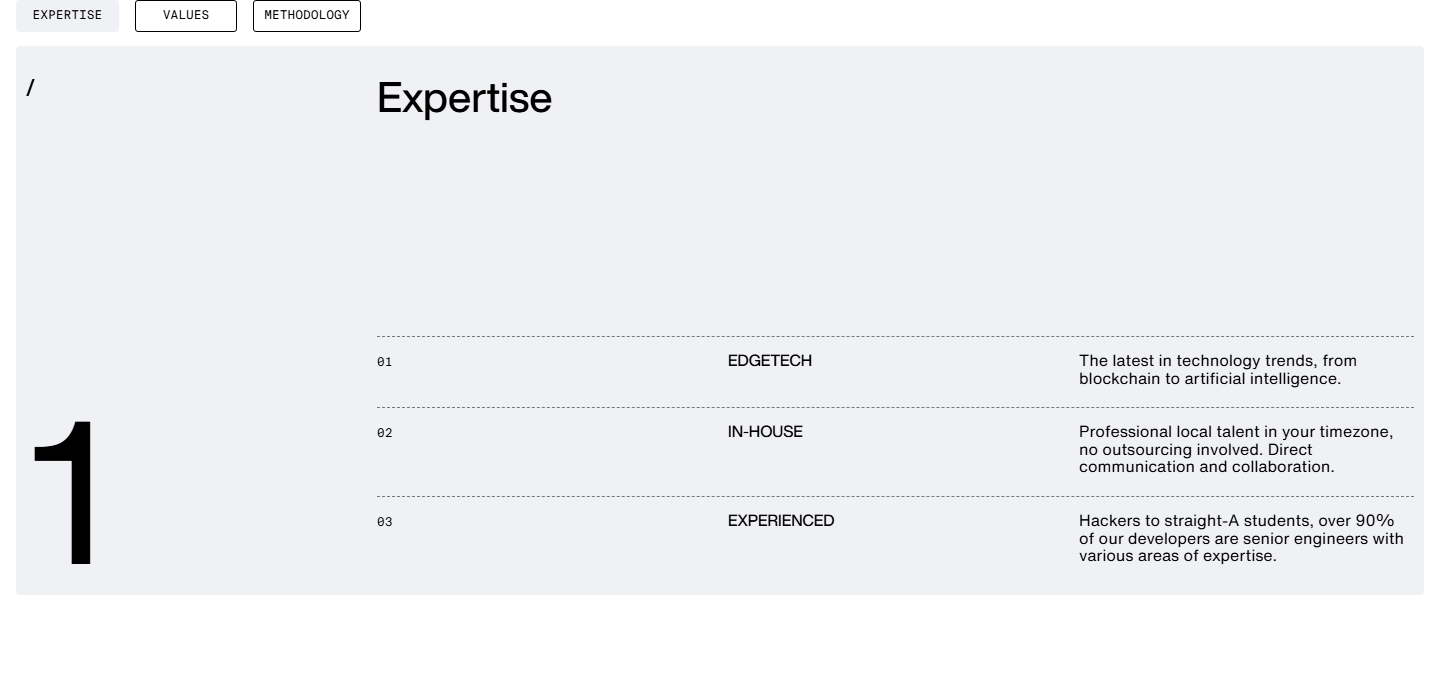 EXPERTISE
VALUES
METHODOLOGY
/
Expertise
1
01
EDGETECH
The latest in technology trends, from
blockchain to artificial intelligence.
02
IN-HOUSE
Professional local talent in your timezone,
no outsourcing involved. Direct
communication and collaboration.
03
EXPERIENCED
Hackers to straight-A students, over 90%
of our developers are senior engineers with
various areas of expertise.